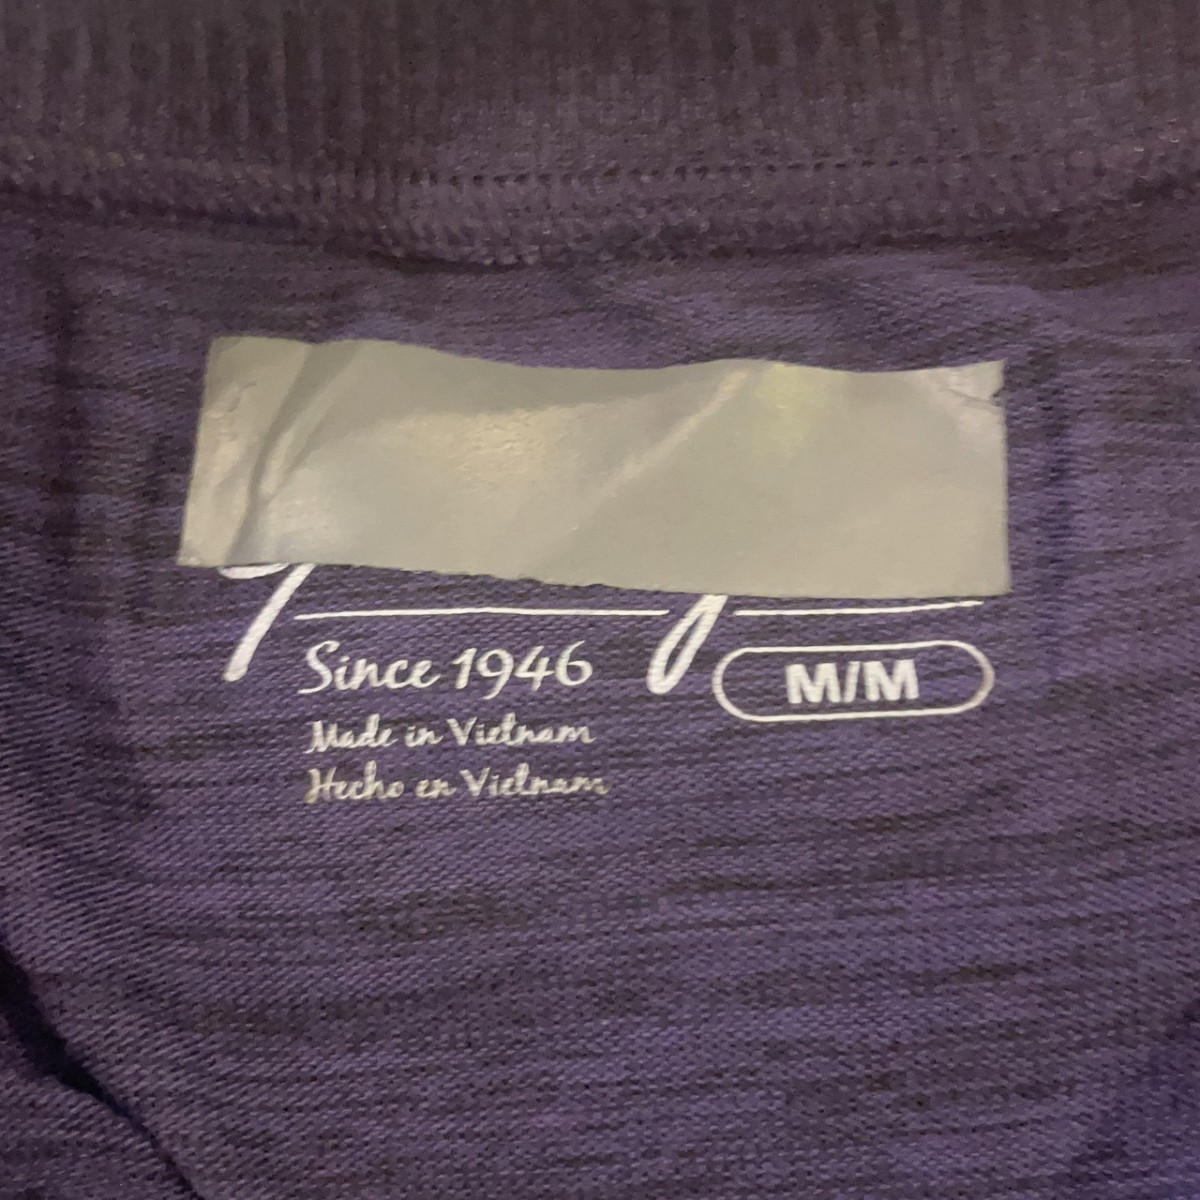 Since 1946
M/M
Made in Vietnam
Hecho en Vietnam